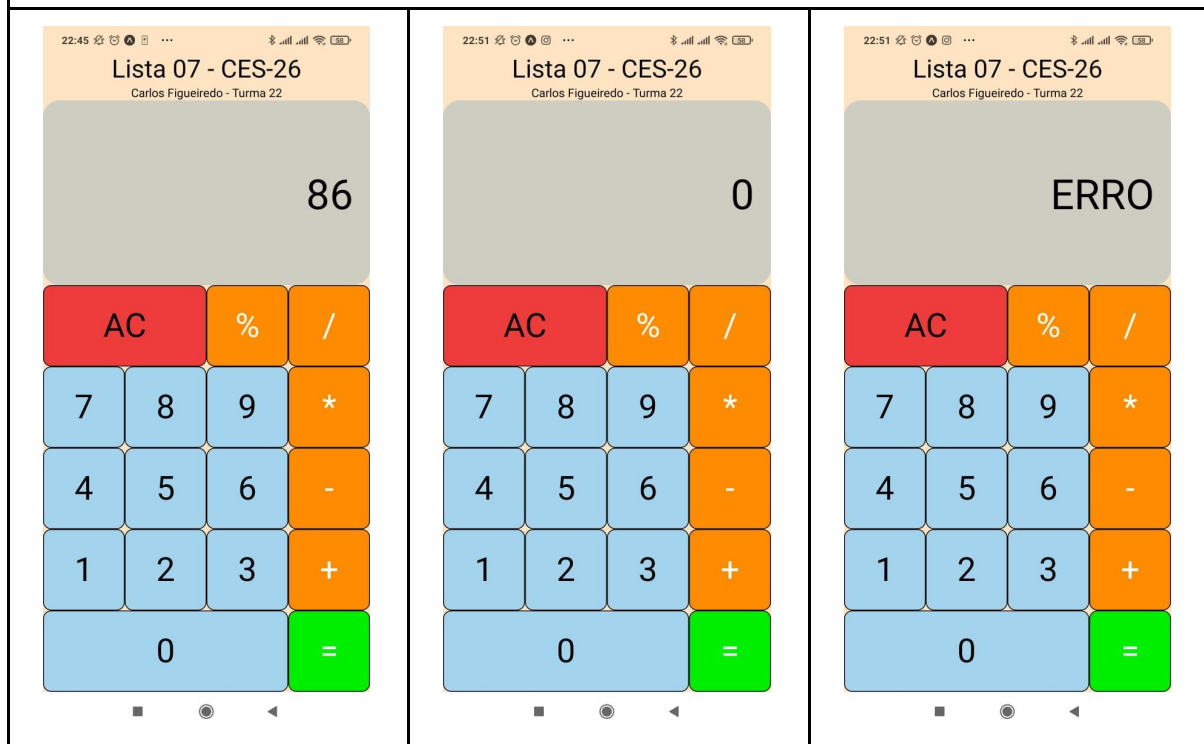 22:45 ... 58
Lista 07 - CES-26
Carlos Figueiredo - Turma 22
86
AC % /
7 8 9 *
4 5 6 -
1 2 3 +
0 =
22:51 ... 58
Lista 07 - CES-26
Carlos Figueiredo - Turma 22
0
AC % /
7 8 9 *
4 5 6 -
1 2 3 +
0 =
22:51 ... 58
Lista 07 - CES-26
Carlos Figueiredo - Turma 22
ERRO
AC % /
7 8 9 *
4 5 6 -
1 2 3 +
0 =